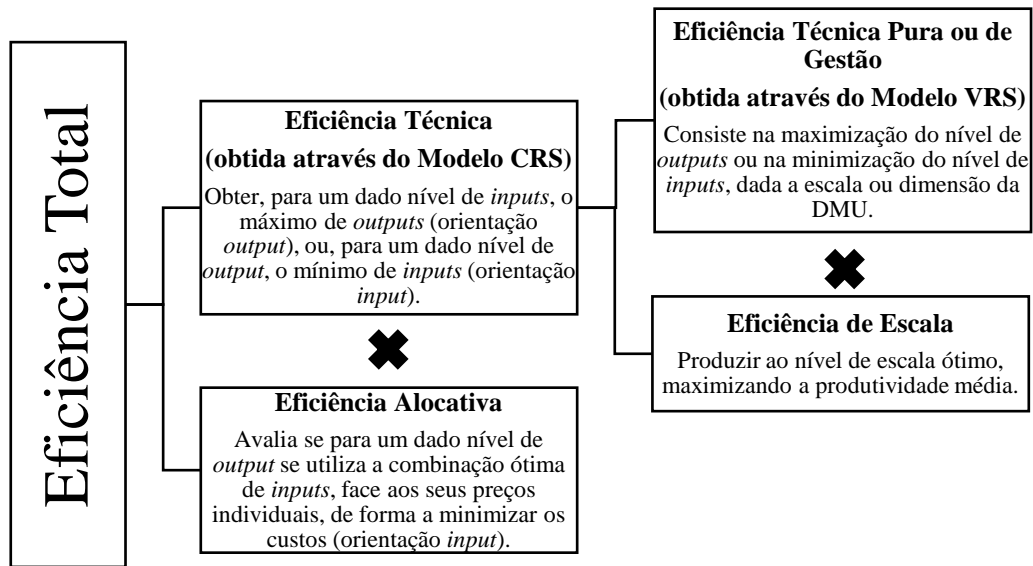 Eficiência Total
Eficiência Técnica
(obtida através do Modelo CRS)
Obter, para um dado nível de inputs, o
máximo de outputs (orientação
output), ou, para um dado nível de
output, o mínimo de inputs (orientação
input).
Eficiência Alocativa
Avalia se para um dado nível de
output se utiliza a combinação ótima
de inputs, face aos seus preços
individuais, de forma a minimizar os
custos (orientação input).
Eficiência Técnica Pura ou de
Gestão
(obtida através do Modelo VRS)
Consiste na maximização do nível de
outputs ou na minimização do nível de
inputs, dada a escala ou dimensão da
DMU.
Eficiência de Escala
Produzir ao nível de escala ótimo,
maximizando a produtividade média.